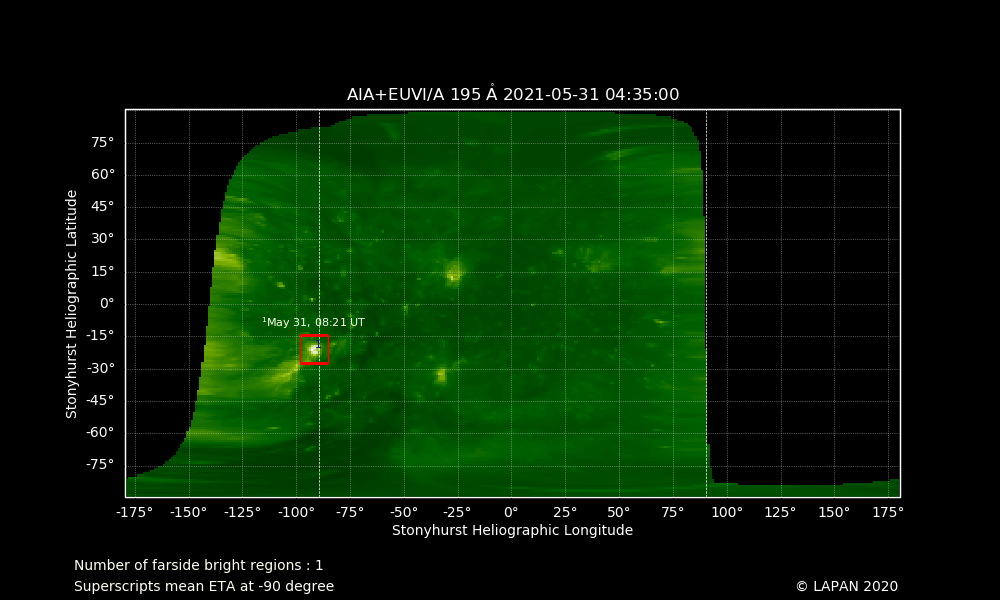 AIA+EUVI/A 195 Å 2021-05-31 04:35:00
Stonyhurst Heliographic Latitude
75°
60°
45°
30°
15°
0°
-15°
-30°
-45°
-60°
-75°
¹May 31, 08:21 UT
-175° -150° -125° -100° -75° -50° -25° 0° 25° 50° 75° 100° 125° 150° 175°
Stonyhurst Heliographic Longitude
Number of farside bright regions : 1
Superscripts mean ETA at -90 degree
© LAPAN 2020